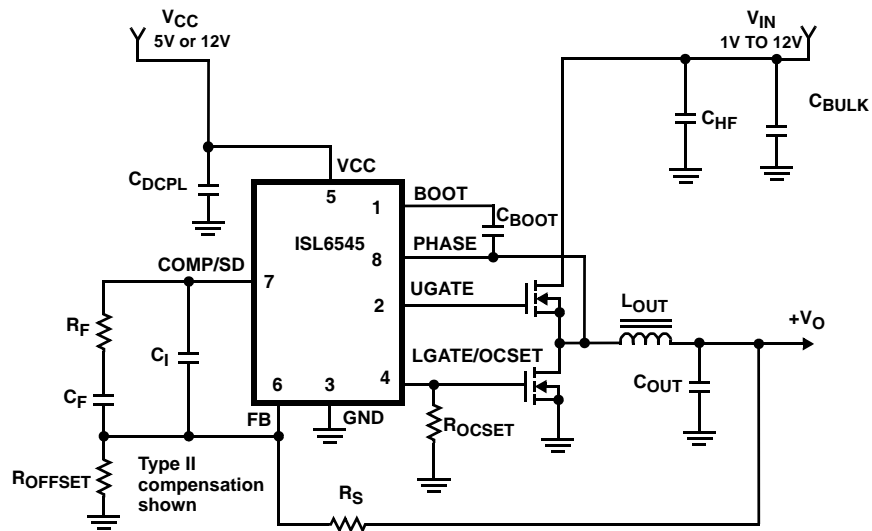 VCC
5V or 12V
VIN
1V TO 12V
CHF
CBULK
VCC
CDCPL
5
BOOT
1
CBOOT
ISL6545
PHASE
8
COMP/SD
7
UGATE
2
LOUT
+VO
RF
CI
LGATE/OCSET
4
COUT
CF
6
3
FB
GND
ROCSET
ROFFSET
Type II
compensation
shown
RS